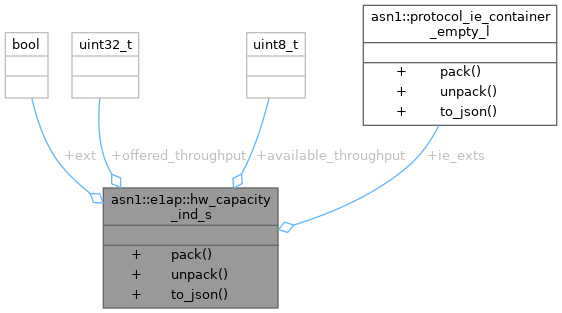 asn1::protocol_ie_container
_empty_l
bool
uint32_t
uint8_t
+ pack()
+ unpack()
+ to_json()
+ext
+offered_throughput
+available_throughput
+ie_exts
asn1::e1ap::hw_capacity
_ind_s
+ pack()
+ unpack()
+ to_json()